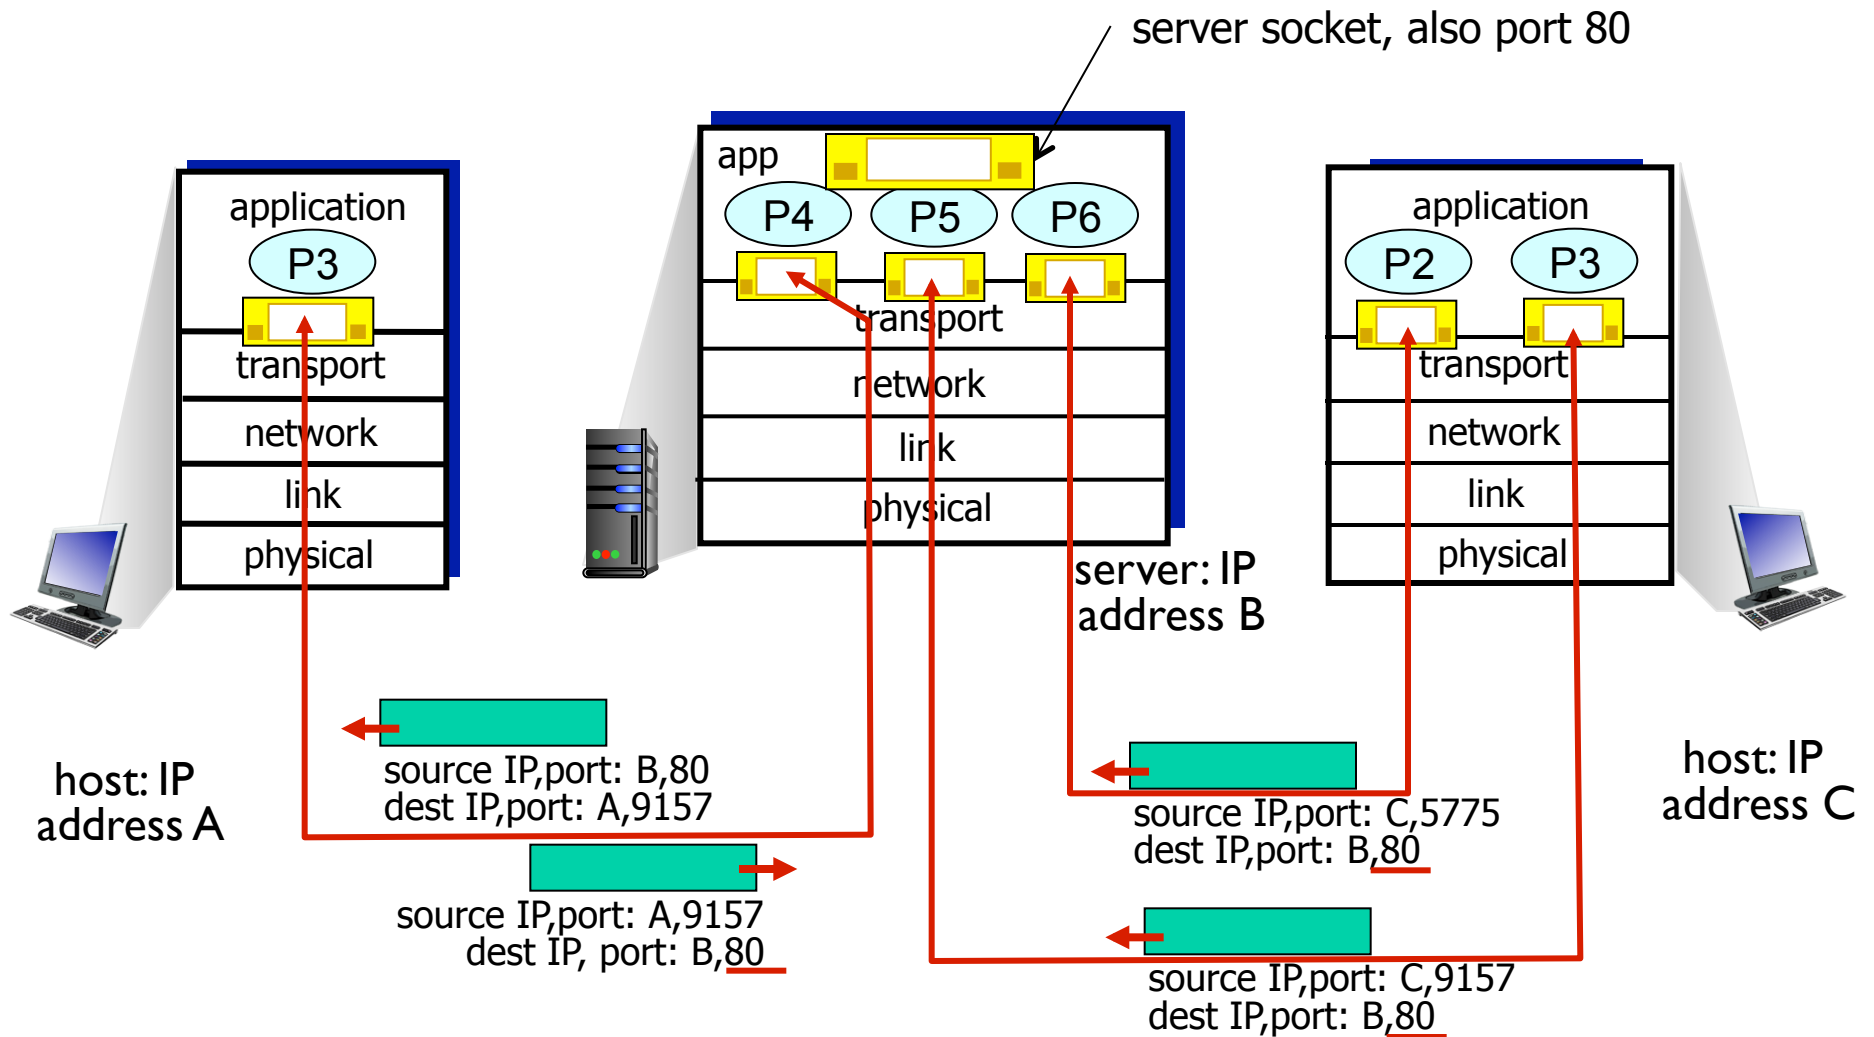 server socket, also port 80
application
P3
transport
network
link
physical
host: IP
address A
app
P4
P5
P6
transport
network
link
physical
server: IP
address B
application
P2
P3
transport
network
link
physical
host: IP
address C
source IP,port: B,80
dest IP,port: A,9157
source IP,port: A,9157
dest IP, port: B,80
source IP,port: C,5775
dest IP,port: B,80
source IP,port: C,9157
dest IP,port: B,80